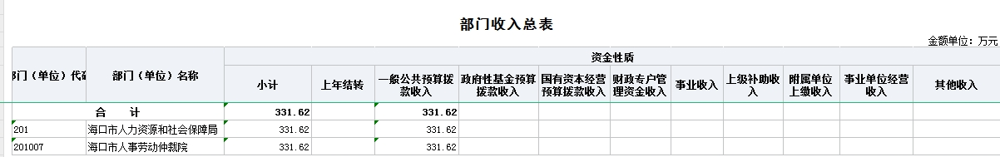 部门收入总表
金额单位：万元
部门（单位）代码 部门（单位）名称 资金性质
小计 上年结转 一般公共预算拨款收入 政府性基金预算拨款收入 国有资本经营预算拨款收入 财政专户管理资金收入 事业收入 上级补助收入 附属单位上缴收入 事业单位经营收入 其他收入
合 计 331.62 331.62
201 海口市人力资源和社会保障局 331.62 331.62
201007 海口市人事劳动仲裁院 331.62 331.62